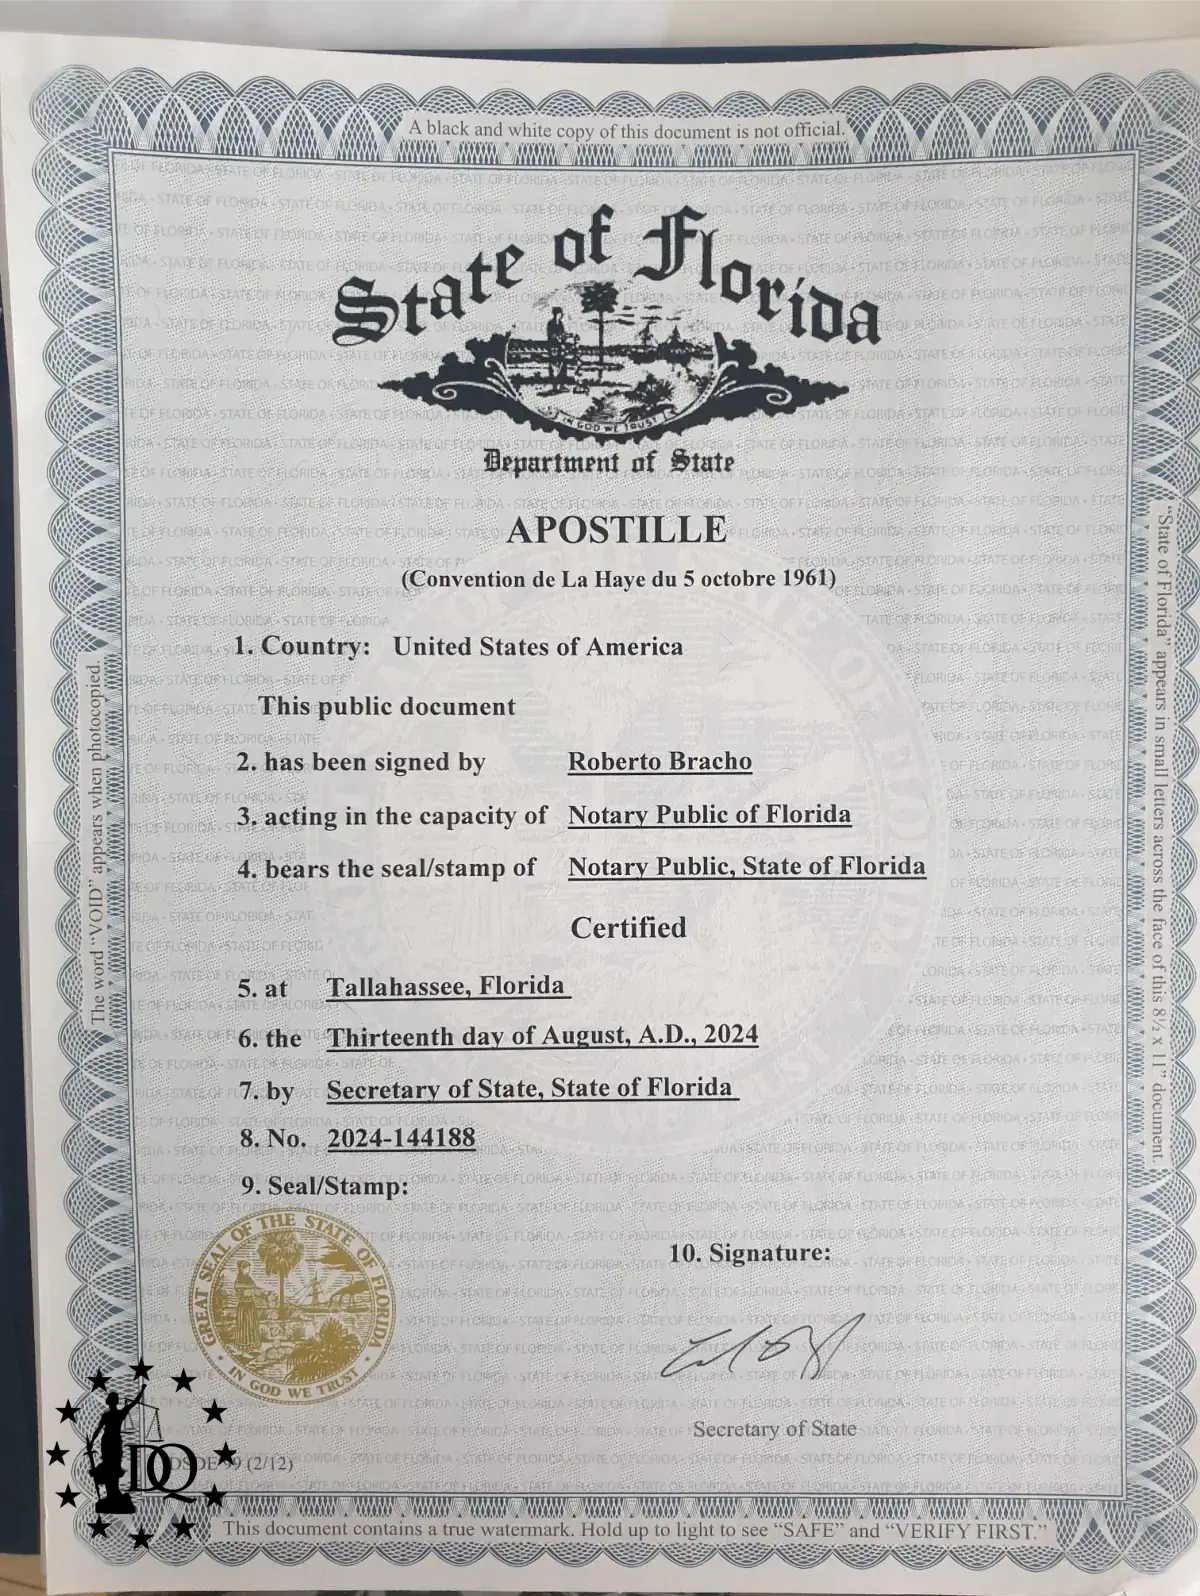 A black and white copy of this document is not official.
State of Florida
IN GOD WE TRUST
Department of State
APOSTILLE
(Convention de La Haye du 5 octobre 1961)
1. Country: United States of America
This public document
2. has been signed by Roberto Bracho
3. acting in the capacity of Notary Public of Florida
4. bears the seal/stamp of Notary Public, State of Florida
Certified
5. at Tallahassee, Florida
6. the Thirteenth day of August, A.D., 2024
7. by Secretary of State, State of Florida
8. No. 2024-144188
9. Seal/Stamp:
GREAT SEAL OF THE STATE OF FLORIDA
IN GOD WE TRUST
10. Signature:
Secretary of State
DQ
99 (2/12)
This document contains a true watermark. Hold up to light to see “SAFE” and “VERIFY FIRST.”
The word “VOID” appears when photocopied.
“State of Florida” appears in small letters across the face of this 8½ x 11” document.